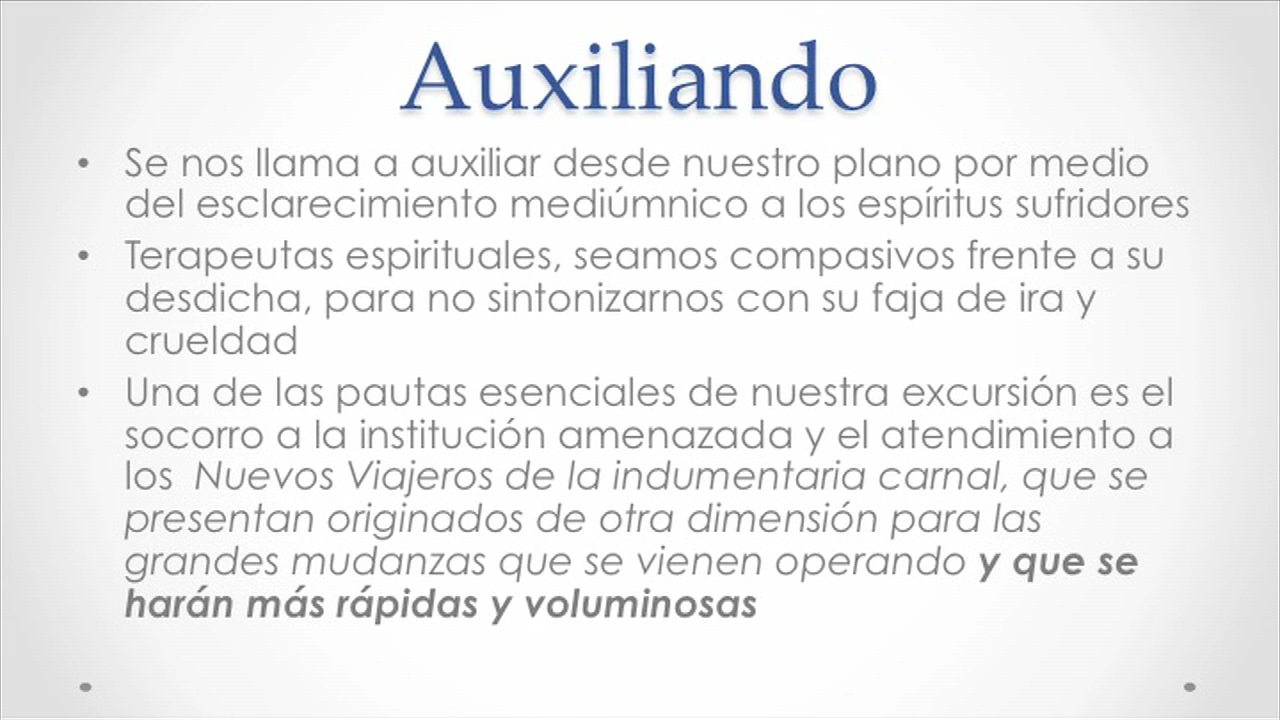 Auxiliando
• Se nos llama a auxiliar desde nuestro plano por medio
del esclarecimiento mediúmnico a los espíritus sufridores
• Terapeutas espirituales, seamos compasivos frente a su
desdicha, para no sintonizarnos con su faja de ira y
crueldad
• Una de las pautas esenciales de nuestra excursión es el
socorro a la institución amenazada y el atendimiento a
los Nuevos Viajeros de la indumentaria carnal, que se
presentan originados de otra dimensión para las
grandes mudanzas que se vienen operando y que se
harán más rápidas y voluminosas